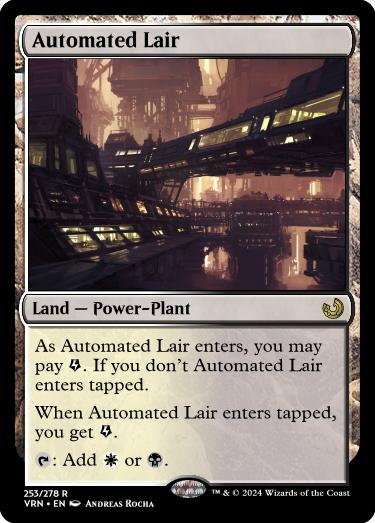 Automated Lair
Land — Power-Plant
As Automated Lair enters, you may
pay . If you don't Automated Lair
enters tapped.
When Automated Lair enters tapped,
you get .
: Add or .
253/278 R
VRN • EN Andreas Rocha
™ & © 2024 Wizards of the Coast